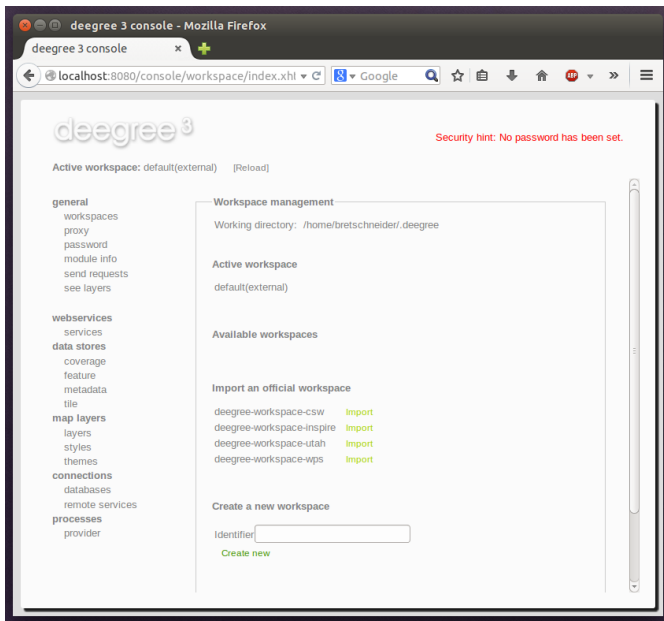 deegree 3 console - Mozilla Firefox
deegree 3 console
localhost:8080/console/workspace/index.xhl
Google
ABP
deegree 3
Security hint: No password has been set.
Active workspace: default(external) [Reload]
general
workspaces
proxy
password
module info
send requests
see layers
webservices
services
data stores
coverage
feature
metadata
tile
map layers
layers
styles
themes
connections
databases
remote services
processes
provider
Workspace management
Working directory: /home/bretschneider/.deegree
Active workspace
default(external)
Available workspaces
Import an official workspace
deegree-workspace-csw Import
deegree-workspace-inspire Import
deegree-workspace-utah Import
deegree-workspace-wps Import
Create a new workspace
Identifier
Create new